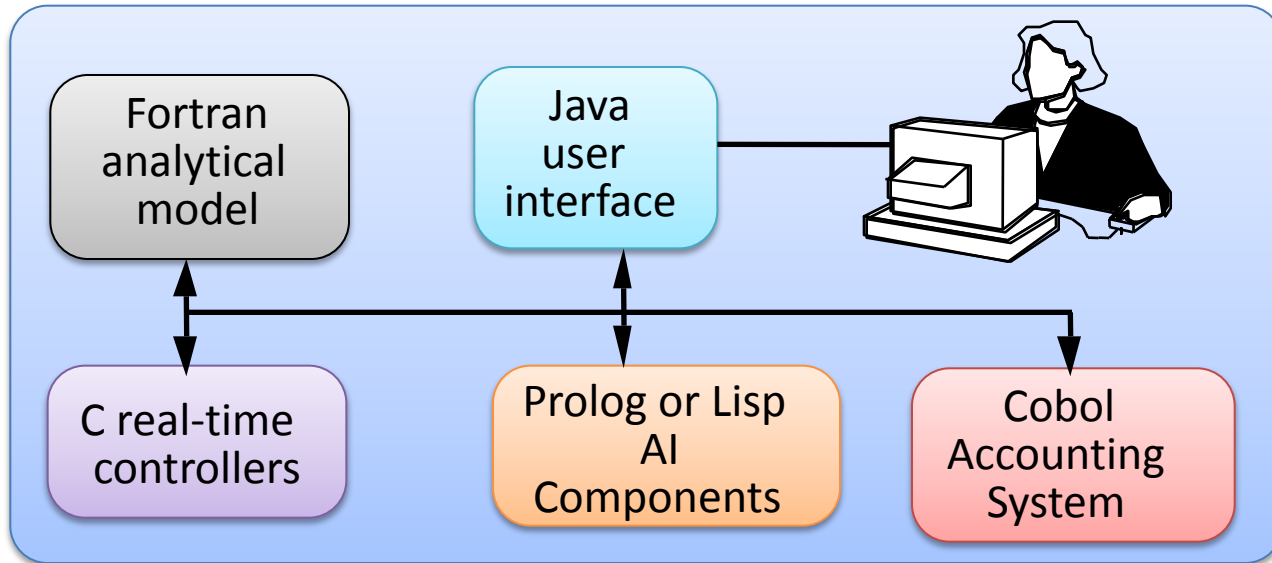 Fortran
analytical
model
Java
user
interface
C real-time
controllers
Prolog or Lisp
AI
Components
Cobol
Accounting
System